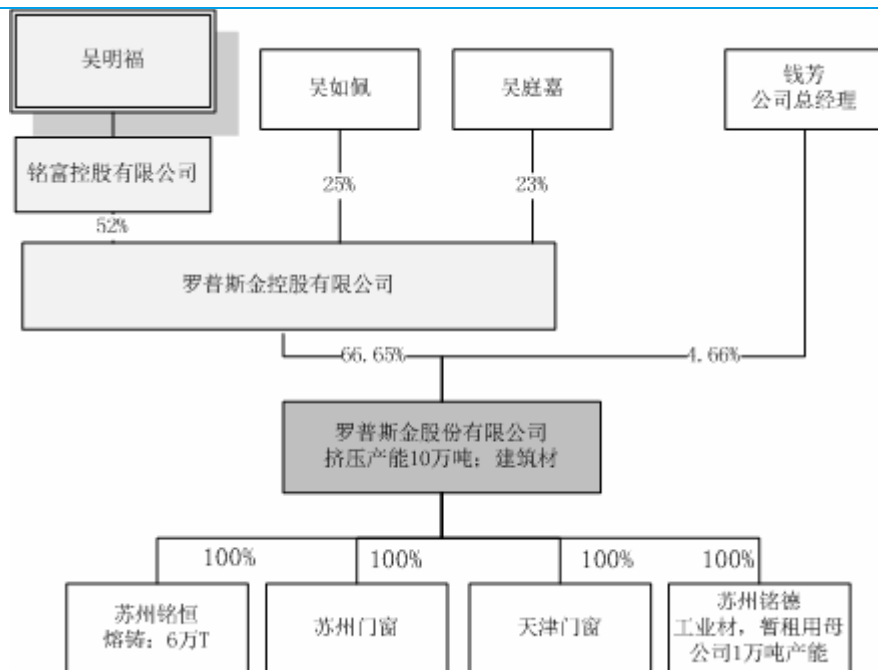 吴明福
吴如佩
吴庭嘉
钱芳
公司总经理
铭富控股有限公司
25%
23%
52%
罗普斯金控股有限公司
66.65%
4.66%
罗普斯金股份有限公司
挤压产能10万吨；建筑材
100%
100%
100%
100%
苏州铭恒
熔铸：6万T
苏州门窗
天津门窗
苏州铭德
工业材，暂租用母
公司1万吨产能